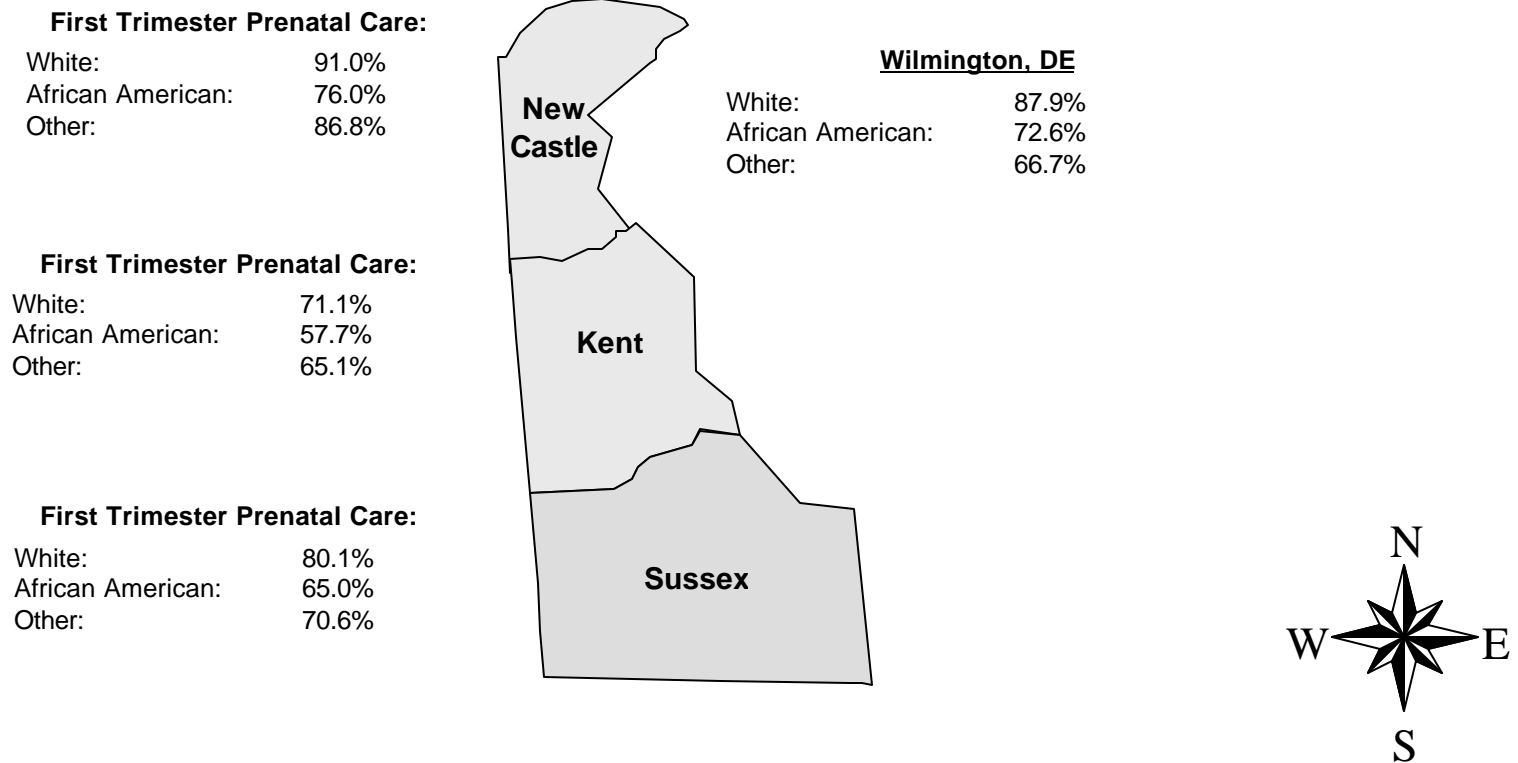 First Trimester Prenatal Care:
White: 91.0%
African American: 76.0%
Other: 86.8%
New
Castle
Wilmington, DE
White: 87.9%
African American: 72.6%
Other: 66.7%
First Trimester Prenatal Care:
White: 71.1%
African American: 57.7%
Other: 65.1%
Kent
First Trimester Prenatal Care:
White: 80.1%
African American: 65.0%
Other: 70.6%
Sussex
N
W E
S